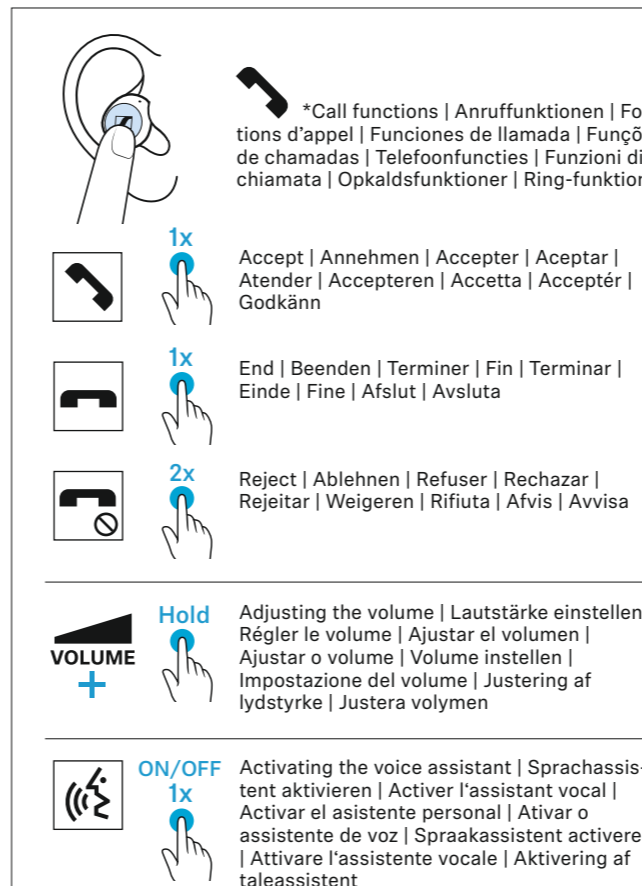 *Call functions | Anruffunktionen | Fo
tions d'appel | Funciones de llamada | Funçõ
de chamadas | Telefoonfuncties | Funzioni di
chiamata | Opkaldsfunktioner | Ring-funktion
1x
Accept | Annehmen | Accepter | Aceptar |
Atender | Accepteren | Accetta | Acceptér |
Godkänn
1x
End | Beenden | Terminer | Fin | Terminar |
Einde | Fine | Afslut | Avsluta
2x
Reject | Ablehnen | Refuser | Rechazar |
Rejeitar | Weigeren | Rifiuta | Afvis | Avvisa
VOLUME
+
Hold
Adjusting the volume | Lautstärke einstellen
Régler le volume | Ajustar el volumen |
Ajustar o volume | Volume instellen |
Impostazione del volume | Justering af
lydstyrke | Justera volymen
ON/OFF
1x
Activating the voice assistant | Sprachassis-
tent aktivieren | Activer l'assistant vocal |
Activar el asistente personal | Ativar o
assistente de voz | Spraakassistent activere
| Attivare l'assistente vocale | Aktivering af
taleassistent